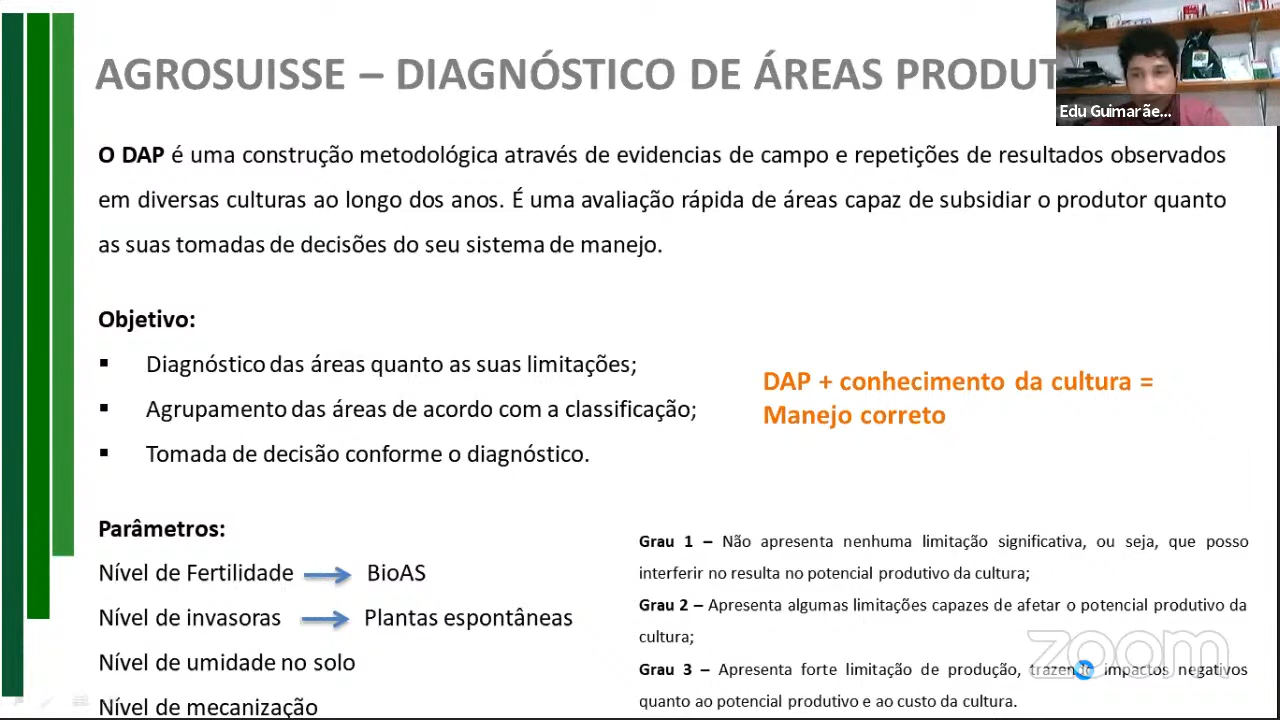 AGROSUISSE – DIAGNÓSTICO DE ÁREAS PRODUT
Edu Guimarãe...
O DAP é uma construção metodológica através de evidencias de campo e repetições de resultados observados
em diversas culturas ao longo dos anos. É uma avaliação rápida de áreas capaz de subsidiar o produtor quanto
as suas tomadas de decisões do seu sistema de manejo.
Objetivo:
▪ Diagnóstico das áreas quanto as suas limitações;
▪ Agrupamento das áreas de acordo com a classificação;
▪ Tomada de decisão conforme o diagnóstico.
DAP + conhecimento da cultura =
Manejo correto
Parâmetros:
Nível de Fertilidade → BioAS
Nível de invasoras → Plantas espontâneas
Nível de umidade no solo
Nível de mecanização
Grau 1 – Não apresenta nenhuma limitação significativa, ou seja, que posso
interferir no resulta no potencial produtivo da cultura;
Grau 2 – Apresenta algumas limitações capazes de afetar o potencial produtivo da
cultura;
Grau 3 – Apresenta forte limitação de produção, trazendo impactos negativos
quanto ao potencial produtivo e ao custo da cultura.
zoom